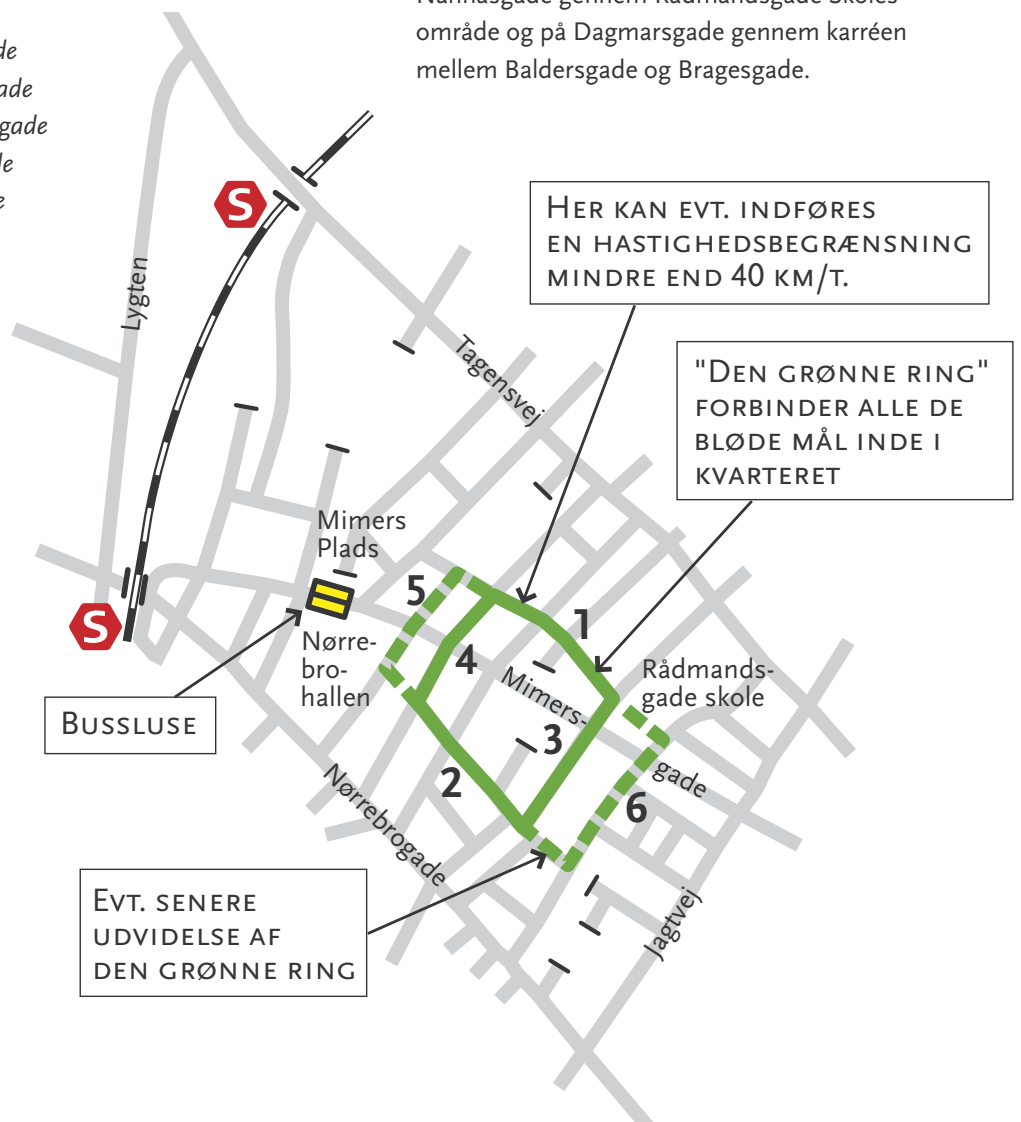 område og på Dagmarsgade gennem karréen
mellem Baldersgade og Bragesgade.
S
HER KAN EVT. INDFØRES
EN HASTIGHEDSBEGRÆNSNING
MINDRE END 40 KM/T.
Lygten
Tagensvej
"DEN GRØNNE RING"
FORBINDER ALLE DE
BLØDE MÅL INDE I
KVARTERET
Mimers
Plads
5
1
S
4
Nørre-
bro-
hallen
Rådmands-
gade skole
Mimers-
gade
BUSSLUSE
3
2
6
Nørrebrogade
Jagtvej
EVT. SENERE
UDVIDELSE AF
DEN GRØNNE RING